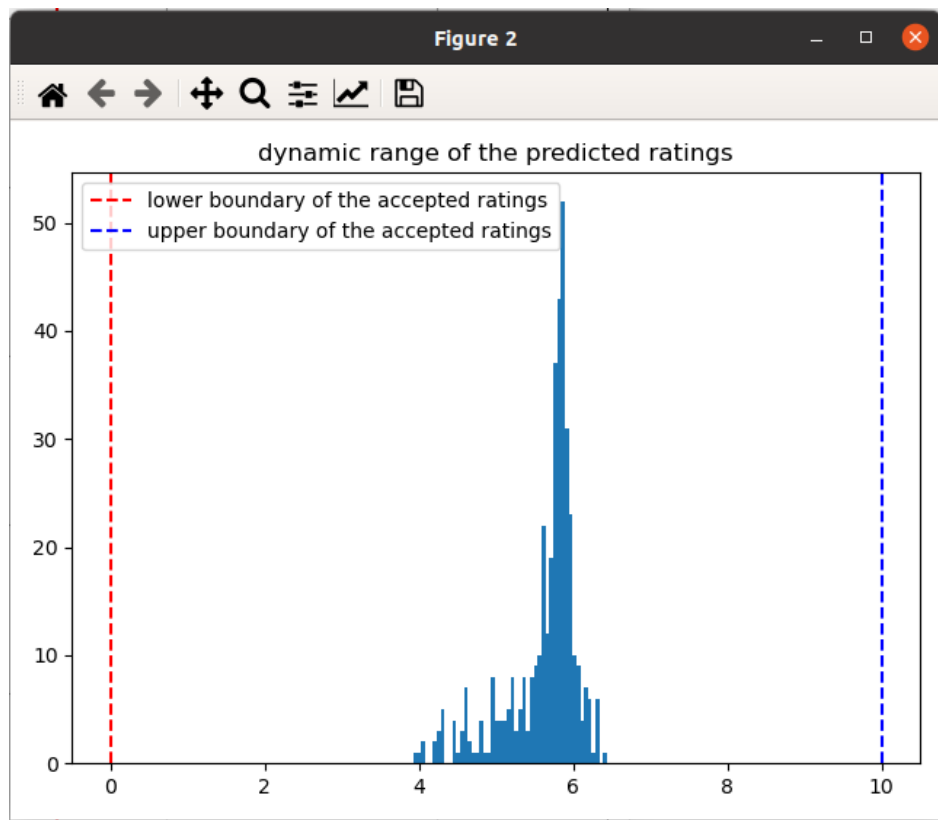 Figure 2
dynamic range of the predicted ratings
lower boundary of the accepted ratings
upper boundary of the accepted ratings
50
40
30
20
10
0
0 2 4 6 8 10